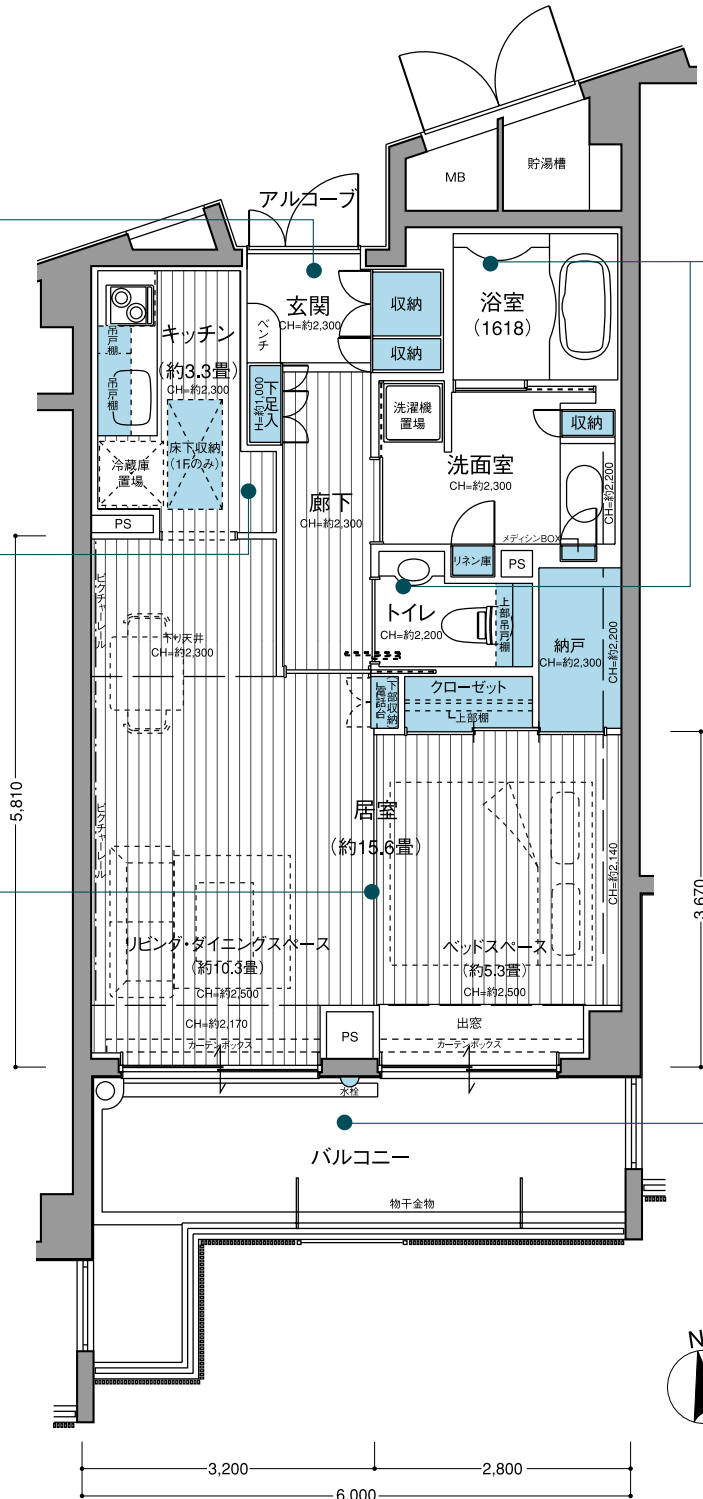 MB
貯湯槽
アルコーブ
玄関
CH=約2,300
ベンチ
収納
収納
浴室
(1618)
キッチン
(約3.3畳)
CH=約2,300
吊戸棚
吊戸棚
下足入
H=約1,000
冷蔵庫
置場
床下収納
(1Fのみ)
PS
洗濯機
置場
洗面室
CH=約2,300
収納
CH=約2,200
メディシンBOX
廊下
CH=約2,300
リネン庫
PS
トイレ
CH=約2,200
上部吊戸棚
納戸
CH=約2,300
CH=約2,200
ピクチャーレール
下り天井
CH=約2,300
下部収納
電話台
クローゼット
上部棚
5,810
ピクチャーレール
居室
(約15.6畳)
CH=約2,140
3,670
リビング・ダイニングスペース
(約10.3畳)
CH=約2,500
CH=約2,170
カーテンボックス
ベッドスペース
(約5.3畳)
CH=約2,500
PS
出窓
カーテンボックス
水栓
バルコニー
物干金物
N
3,200
2,800
6,000